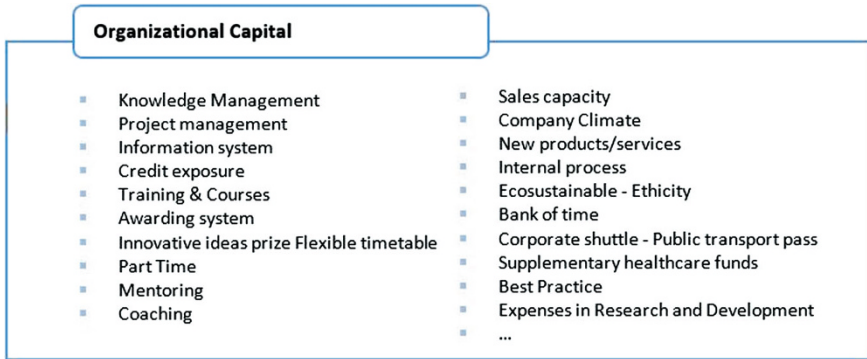 Organizational Capital
Knowledge Management
Project management
Information system
Credit exposure
Training & Courses
Awarding system
Innovative ideas prize Flexible timetable
Part Time
Mentoring
Coaching
Sales capacity
Company Climate
New products/services
Internal process
Ecosustainable - Ethicity
Bank of time
Corporate shuttle - Public transport pass
Supplementary healthcare funds
Best Practice
Expenses in Research and Development
...